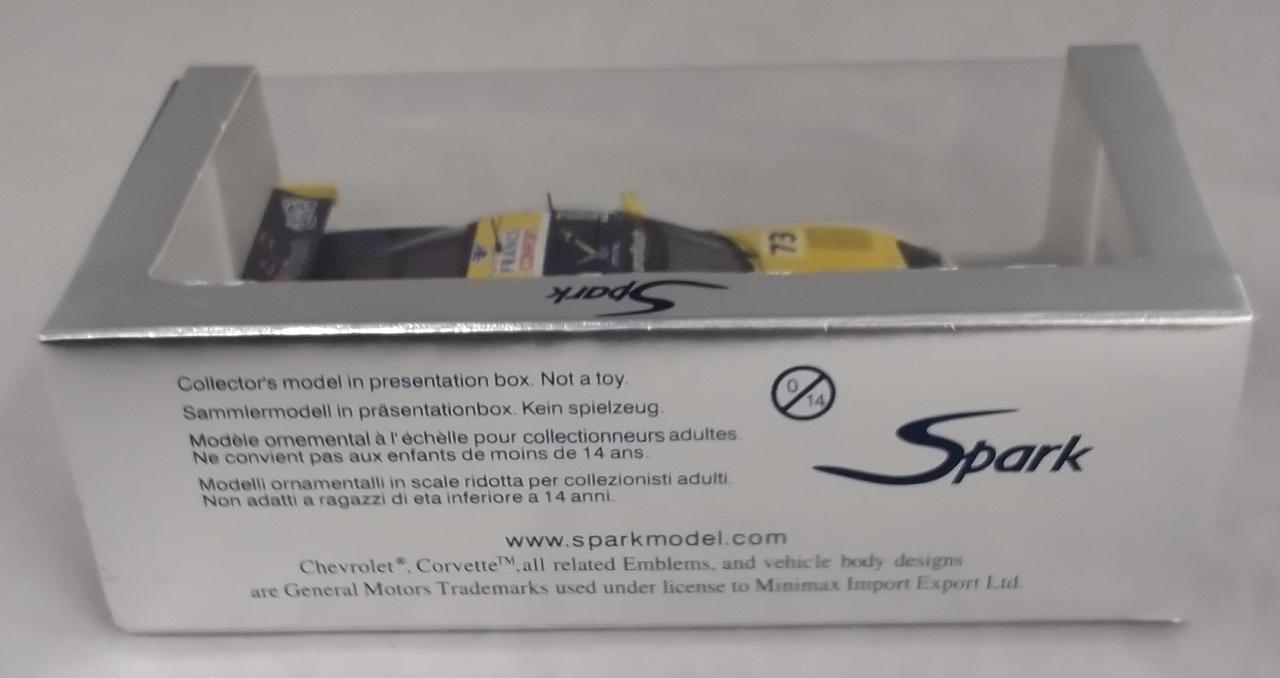 73
FRANCE
Spark
Collector's model in presentation box. Not a toy.
Sammlermodell in präsentationbox. Kein spielzeug.
Modèle ornemental à l'échèlle pour collectionneurs adultes.
Ne convient pas aux enfants de moins de 14 ans.
Modelli ornamentalli in scale ridotta per collezionisti adulti.
Non adatti a ragazzi di eta inferiore a 14 anni.
0
14
Spark
www.sparkmodel.com
Chevrolet®, Corvette™,all related Emblems, and vehicle body designs
are General Motors Trademarks used under license to Minimax Import Export Ltd.